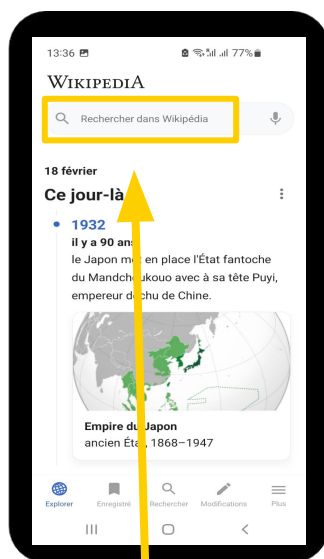 13:36 77%
WIKIPEDIA
Rechercher dans Wikipédia
18 février
Ce jour-là
1932
il y a 90 ans
le Japon met en place l'État fantoche
du Mandchoukouo avec à sa tête Puyi,
empereur déchu de Chine.
Empire du Japon
ancien État, 1868–1947
Explorer Enregistré Rechercher Modifications Plus